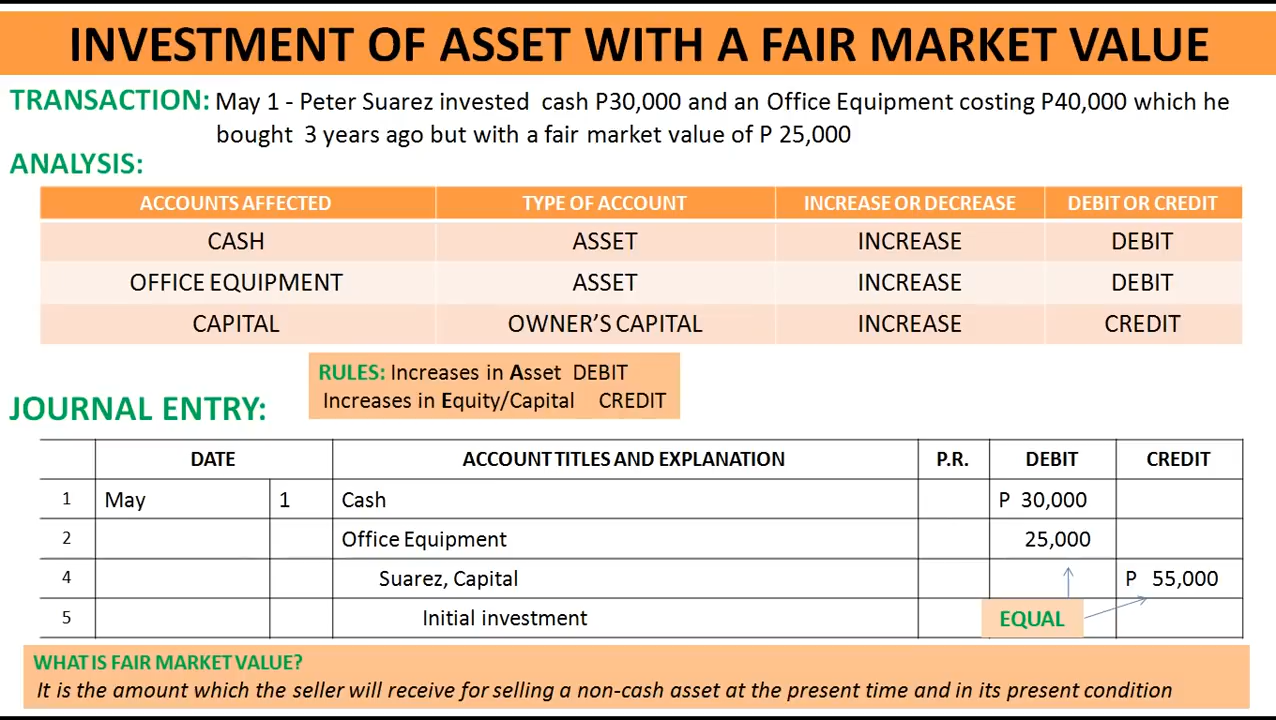 INVESTMENT OF ASSET WITH A FAIR MARKET VALUE
TRANSACTION: May 1 - Peter Suarez invested cash P30,000 and an Office Equipment costing P40,000 which he
bought 3 years ago but with a fair market value of P 25,000
ANALYSIS:
ACCOUNTS AFFECTED TYPE OF ACCOUNT INCREASE OR DECREASE DEBIT OR CREDIT
CASH ASSET INCREASE DEBIT
OFFICE EQUIPMENT ASSET INCREASE DEBIT
CAPITAL OWNER'S CAPITAL INCREASE CREDIT
RULES: Increases in Asset DEBIT
Increases in Equity/Capital CREDIT
JOURNAL ENTRY:
DATE ACCOUNT TITLES AND EXPLANATION P.R. DEBIT CREDIT
1 May 1 Cash P 30,000
2 Office Equipment 25,000
4 Suarez, Capital P 55,000
5 Initial investment EQUAL
WHAT IS FAIR MARKET VALUE?
It is the amount which the seller will receive for selling a non-cash asset at the present time and in its present condition